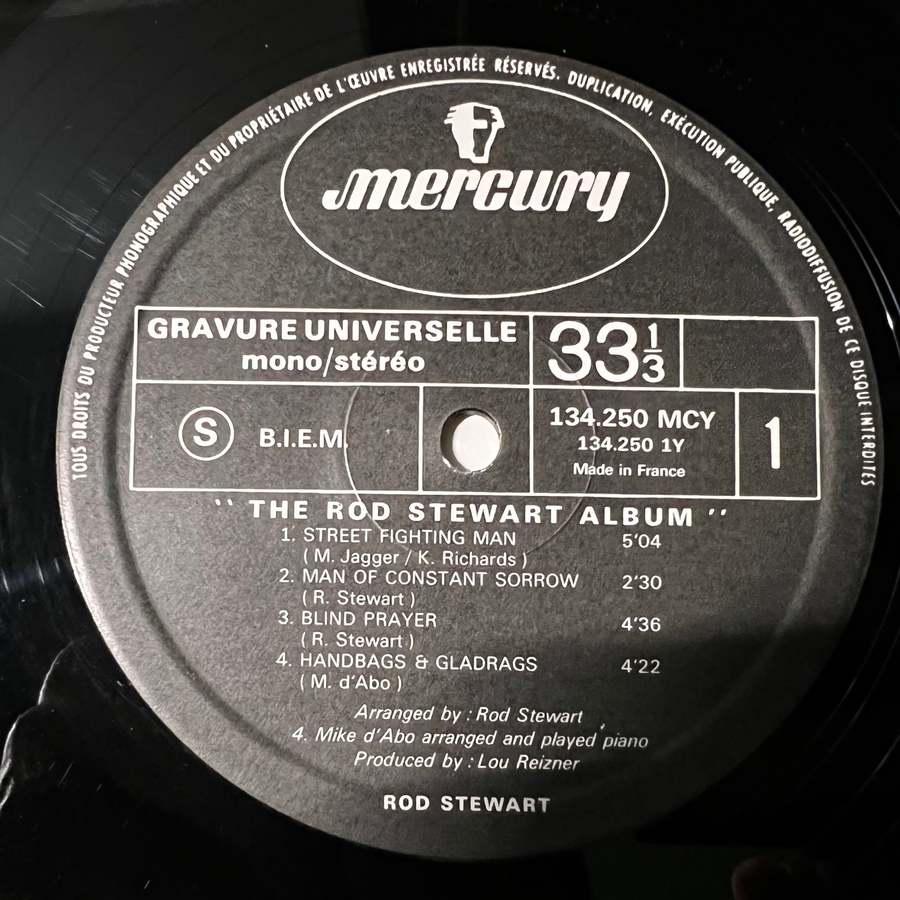 TOUS DROITS DU PRODUCTEUR PHONOGRAPHIQUE ET DU PROPRIÉTAIRE DE L'ŒUVRE ENREGISTRÉE RÉSERVÉS. DUPLICATION, EXÉCUTION PUBLIQUE, RADIODIFFUSION DE CE DISQUE INTERDITES
mercury
GRAVURE UNIVERSELLE
mono/stéréo
33 1/3
S B.I.E.M.
134.250 MCY
134.250 1Y
Made in France
1
" THE ROD STEWART ALBUM "
1. STREET FIGHTING MAN 5'04
( M. Jagger / K. Richards )
2. MAN OF CONSTANT SORROW 2'30
( R. Stewart )
3. BLIND PRAYER 4'36
( R. Stewart )
4. HANDBAGS & GLADRAGS 4'22
( M. d'Abo )
Arranged by : Rod Stewart
4. Mike d'Abo arranged and played piano
Produced by : Lou Reizner
ROD STEWART